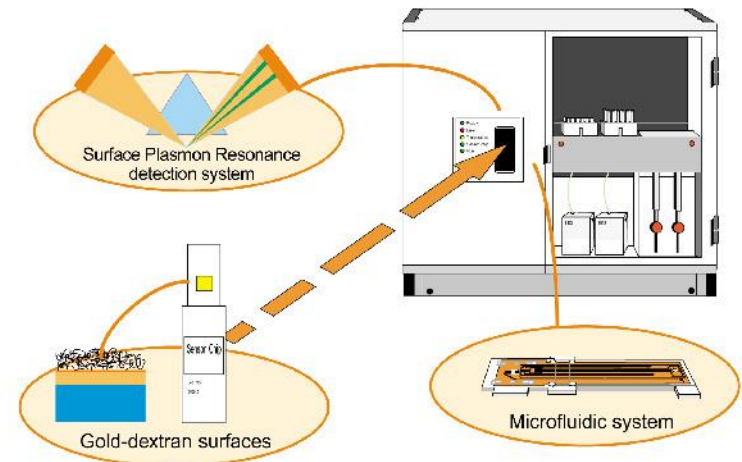 Surface Plasmon Resonance
detection system
Sensor Chip
Gold-dextran surfaces
Microfluidic system